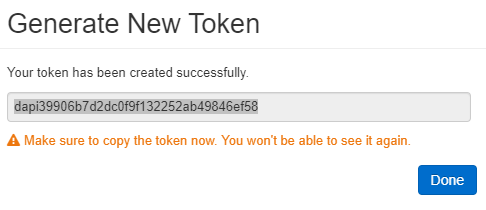 Generate New Token
Your token has been created successfully.
dapi39906b7d2dc0f9f132252ab49846ef58
Make sure to copy the token now. You won't be able to see it again.
Done